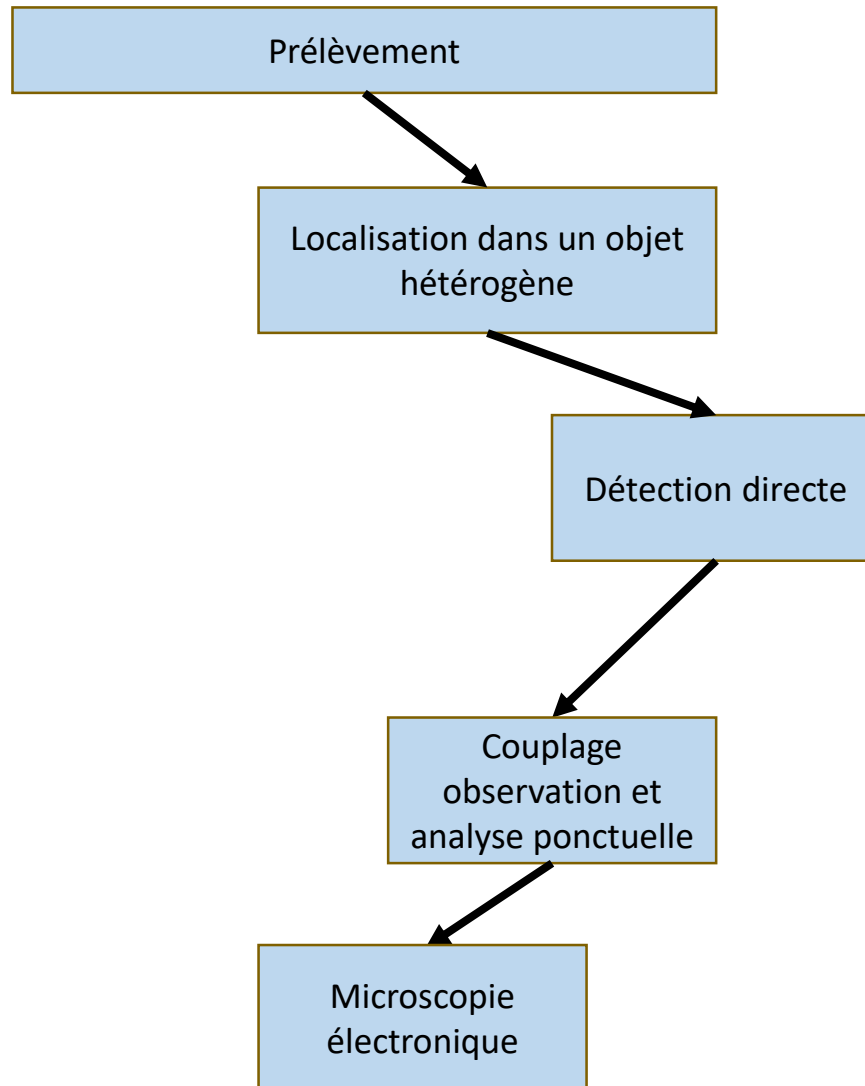 Prélèvement
Localisation dans un objet
hétérogène
Détection directe
Couplage
observation et
analyse ponctuelle
Microscopie
électronique